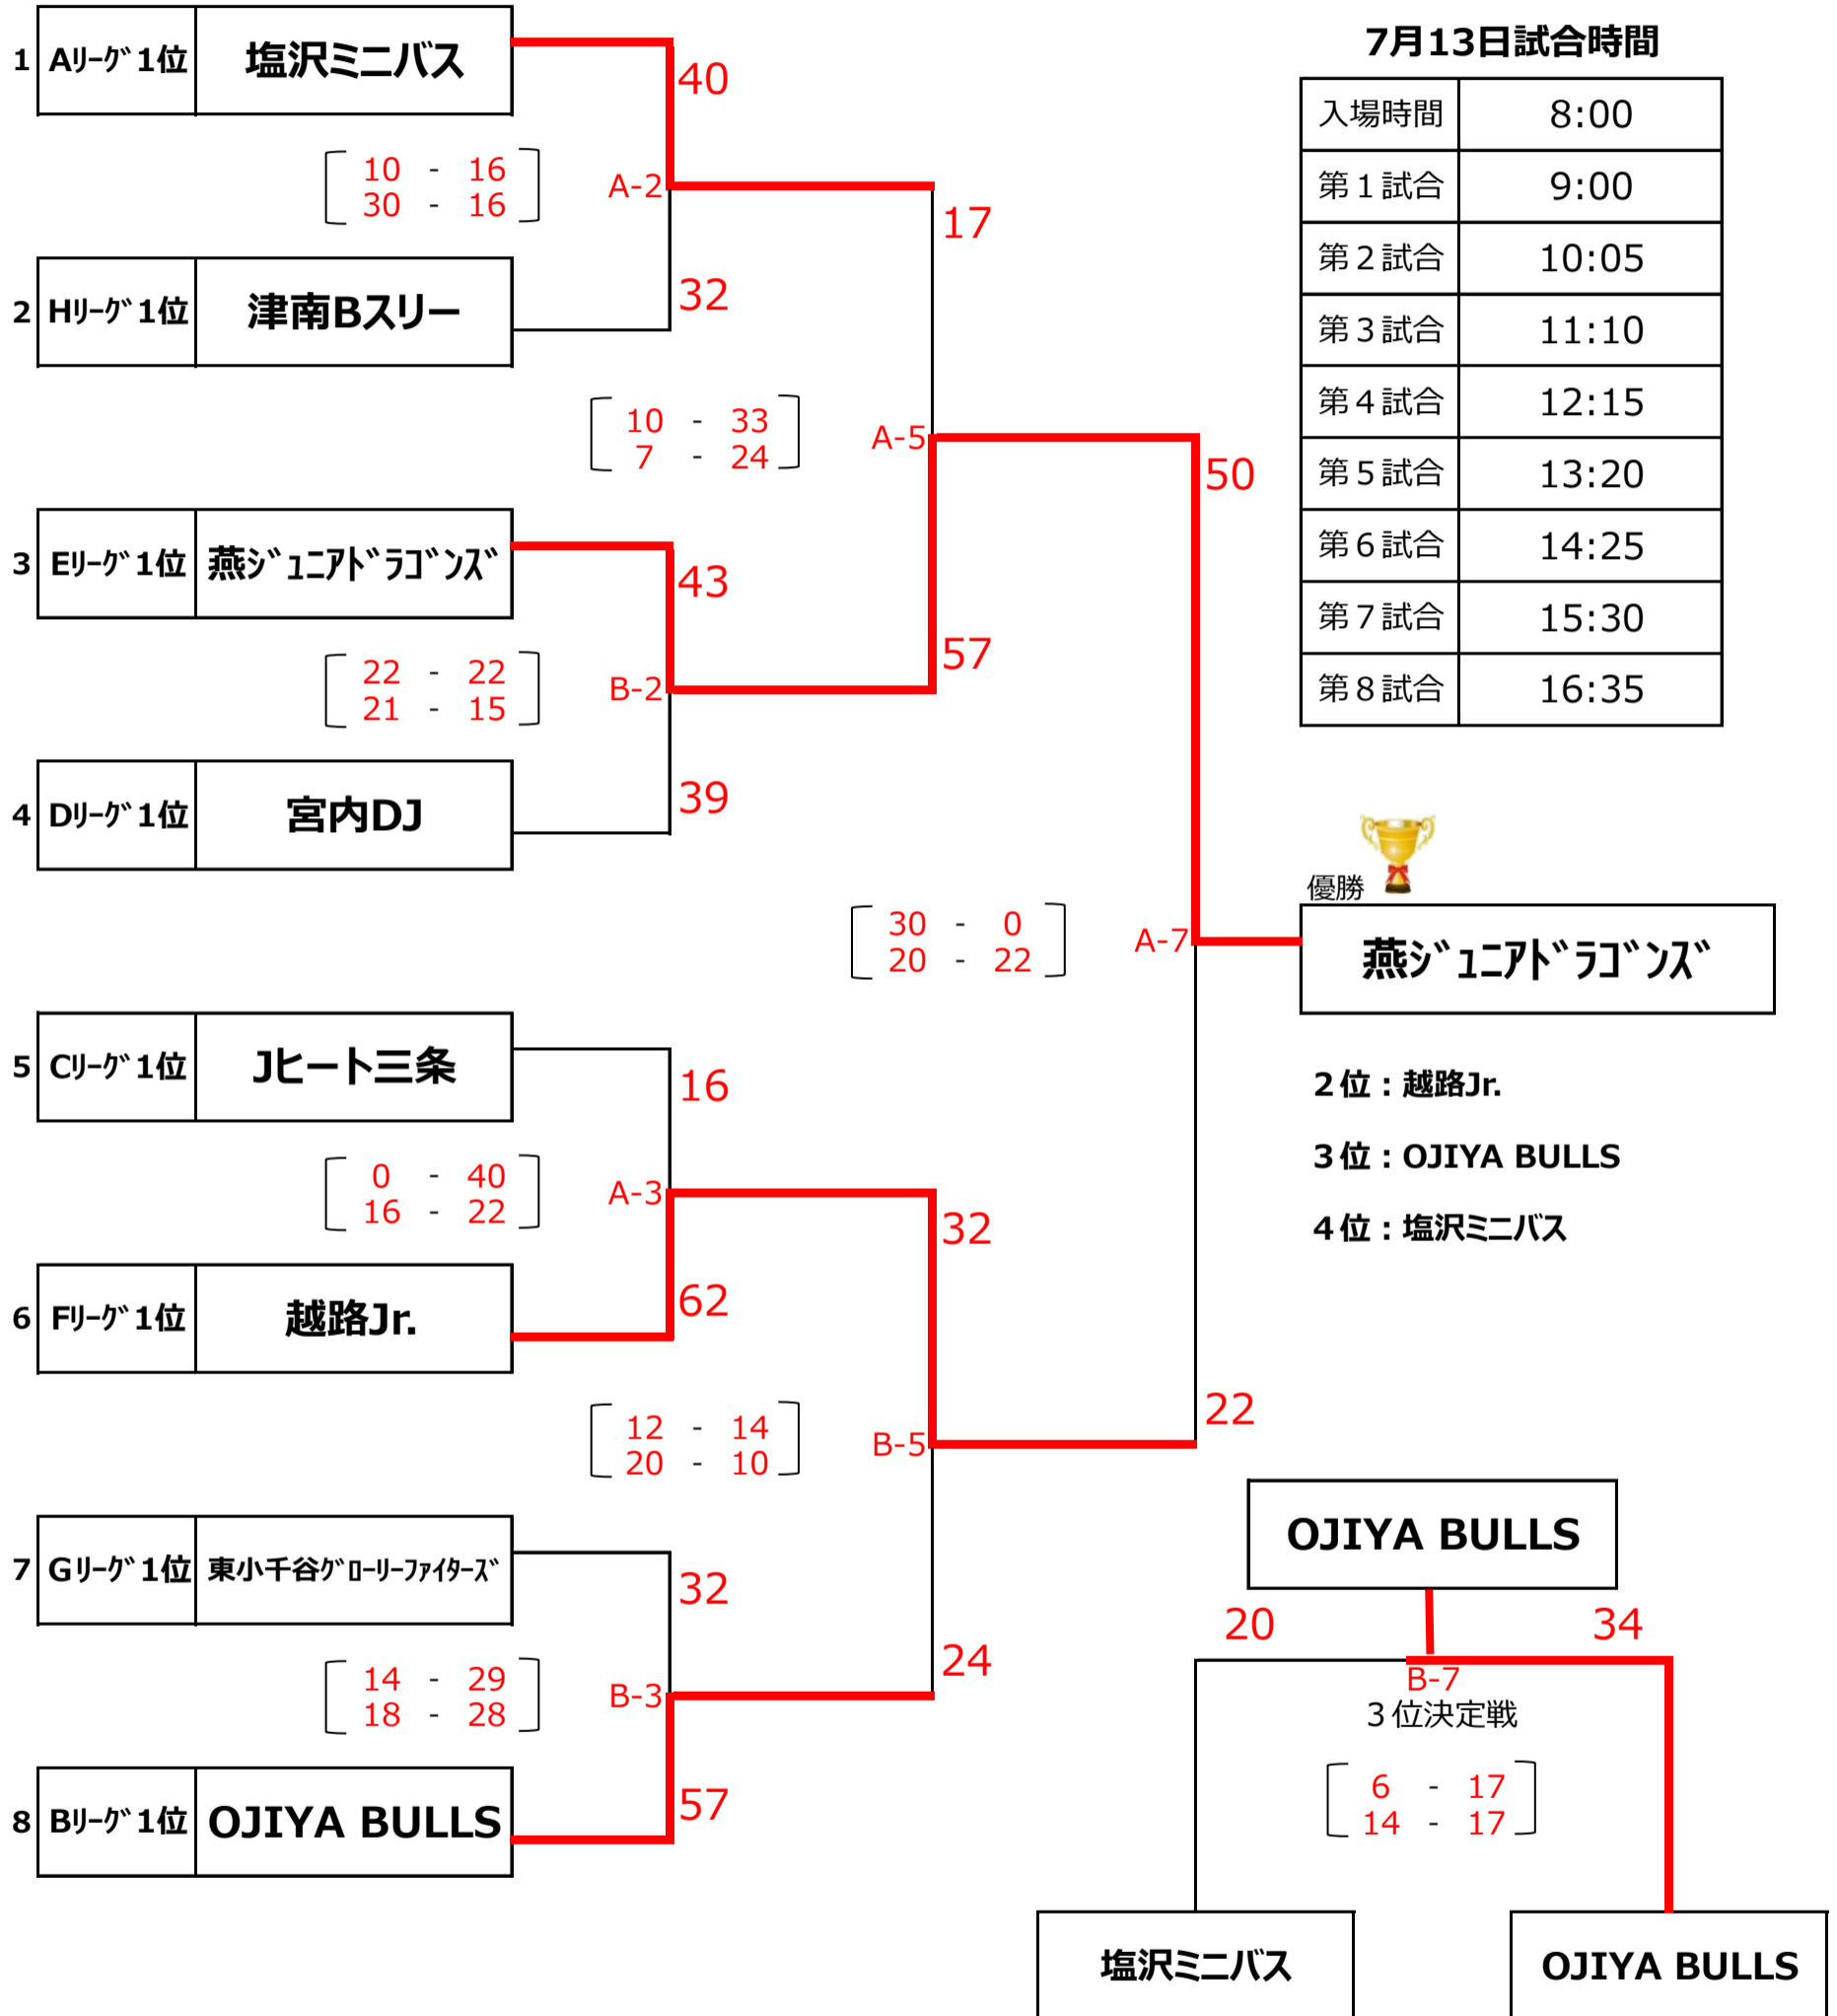 1 Aリーグ1位 塩沢ミニバス
40
10 - 16
30 - 16
A-2
17
32
2 Hリーグ1位 津南Bスリー
10 - 33
7 - 24
A-5
50
3 Eリーグ1位 燕ジュニアドラゴンズ
43
57
22 - 22
21 - 15
B-2
39
4 Dリーグ1位 宮内DJ
30 - 0
20 - 22
A-7
5 Cリーグ1位 Jヒート三条
16
0 - 40
16 - 22
A-3
32
62
6 Fリーグ1位 越路Jr.
12 - 14
20 - 10
B-5
22
7 Gリーグ1位 東小千谷グローリーファイターズ
32
24
14 - 29
18 - 28
B-3
57
8 Bリーグ1位 OJIYA BULLS
7月13日試合時間
入場時間 8:00
第1試合 9:00
第2試合 10:05
第3試合 11:10
第4試合 12:15
第5試合 13:20
第6試合 14:25
第7試合 15:30
第8試合 16:35
優勝
燕ジュニアドラゴンズ
2位:越路Jr.
3位:OJIYA BULLS
4位:塩沢ミニバス
OJIYA BULLS
20 34
B-7
3位決定戦
6 - 17
14 - 17
塩沢ミニバス OJIYA BULLS